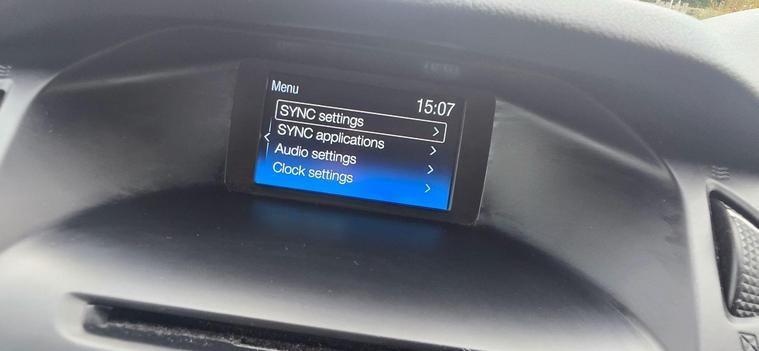 Menu
15:07
SYNC settings
SYNC applications
Audio settings
Clock settings